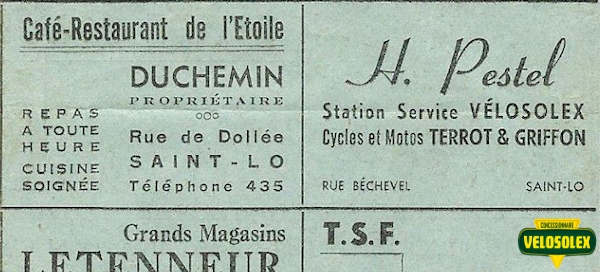 Café-Restaurant de l'Etoile
DUCHEMIN
PROPRIÉTAIRE
REPAS
A TOUTE
HEURE
CUISINE
SOIGNÉE
Rue de Dollée
SAINT-LO
Téléphone 435
H. Pestel
Station Service VÉLOSOLEX
Cycles et Motos TERROT & GRIFFON
RUE BÉCHEVEL SAINT-LO
Grands Magasins
LETENNEUR
T.S.F.
CONCESSIONNAIRE
VELOSOLEX